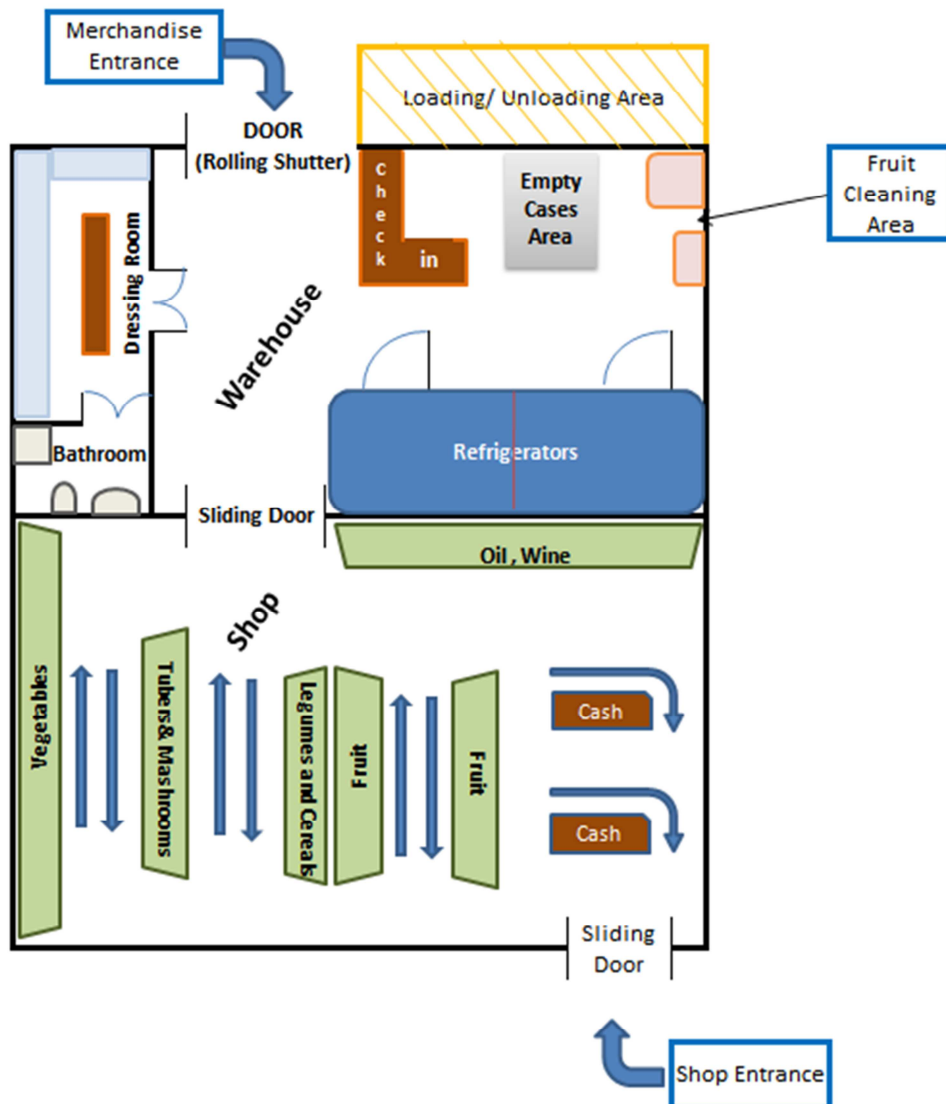 Merchandise
Entrance
Loading/ Unloading Area
DOOR
(Rolling Shutter)
Check
in
Empty
Cases
Area
Fruit
Cleaning
Area
Dressing Room
Warehouse
Refrigerators
Bathroom
Sliding Door
Oil , Wine
Shop
Vegetables
Tubers& Mashrooms
Legumes and Cereals
Fruit
Fruit
Cash
Cash
Sliding
Door
Shop Entrance